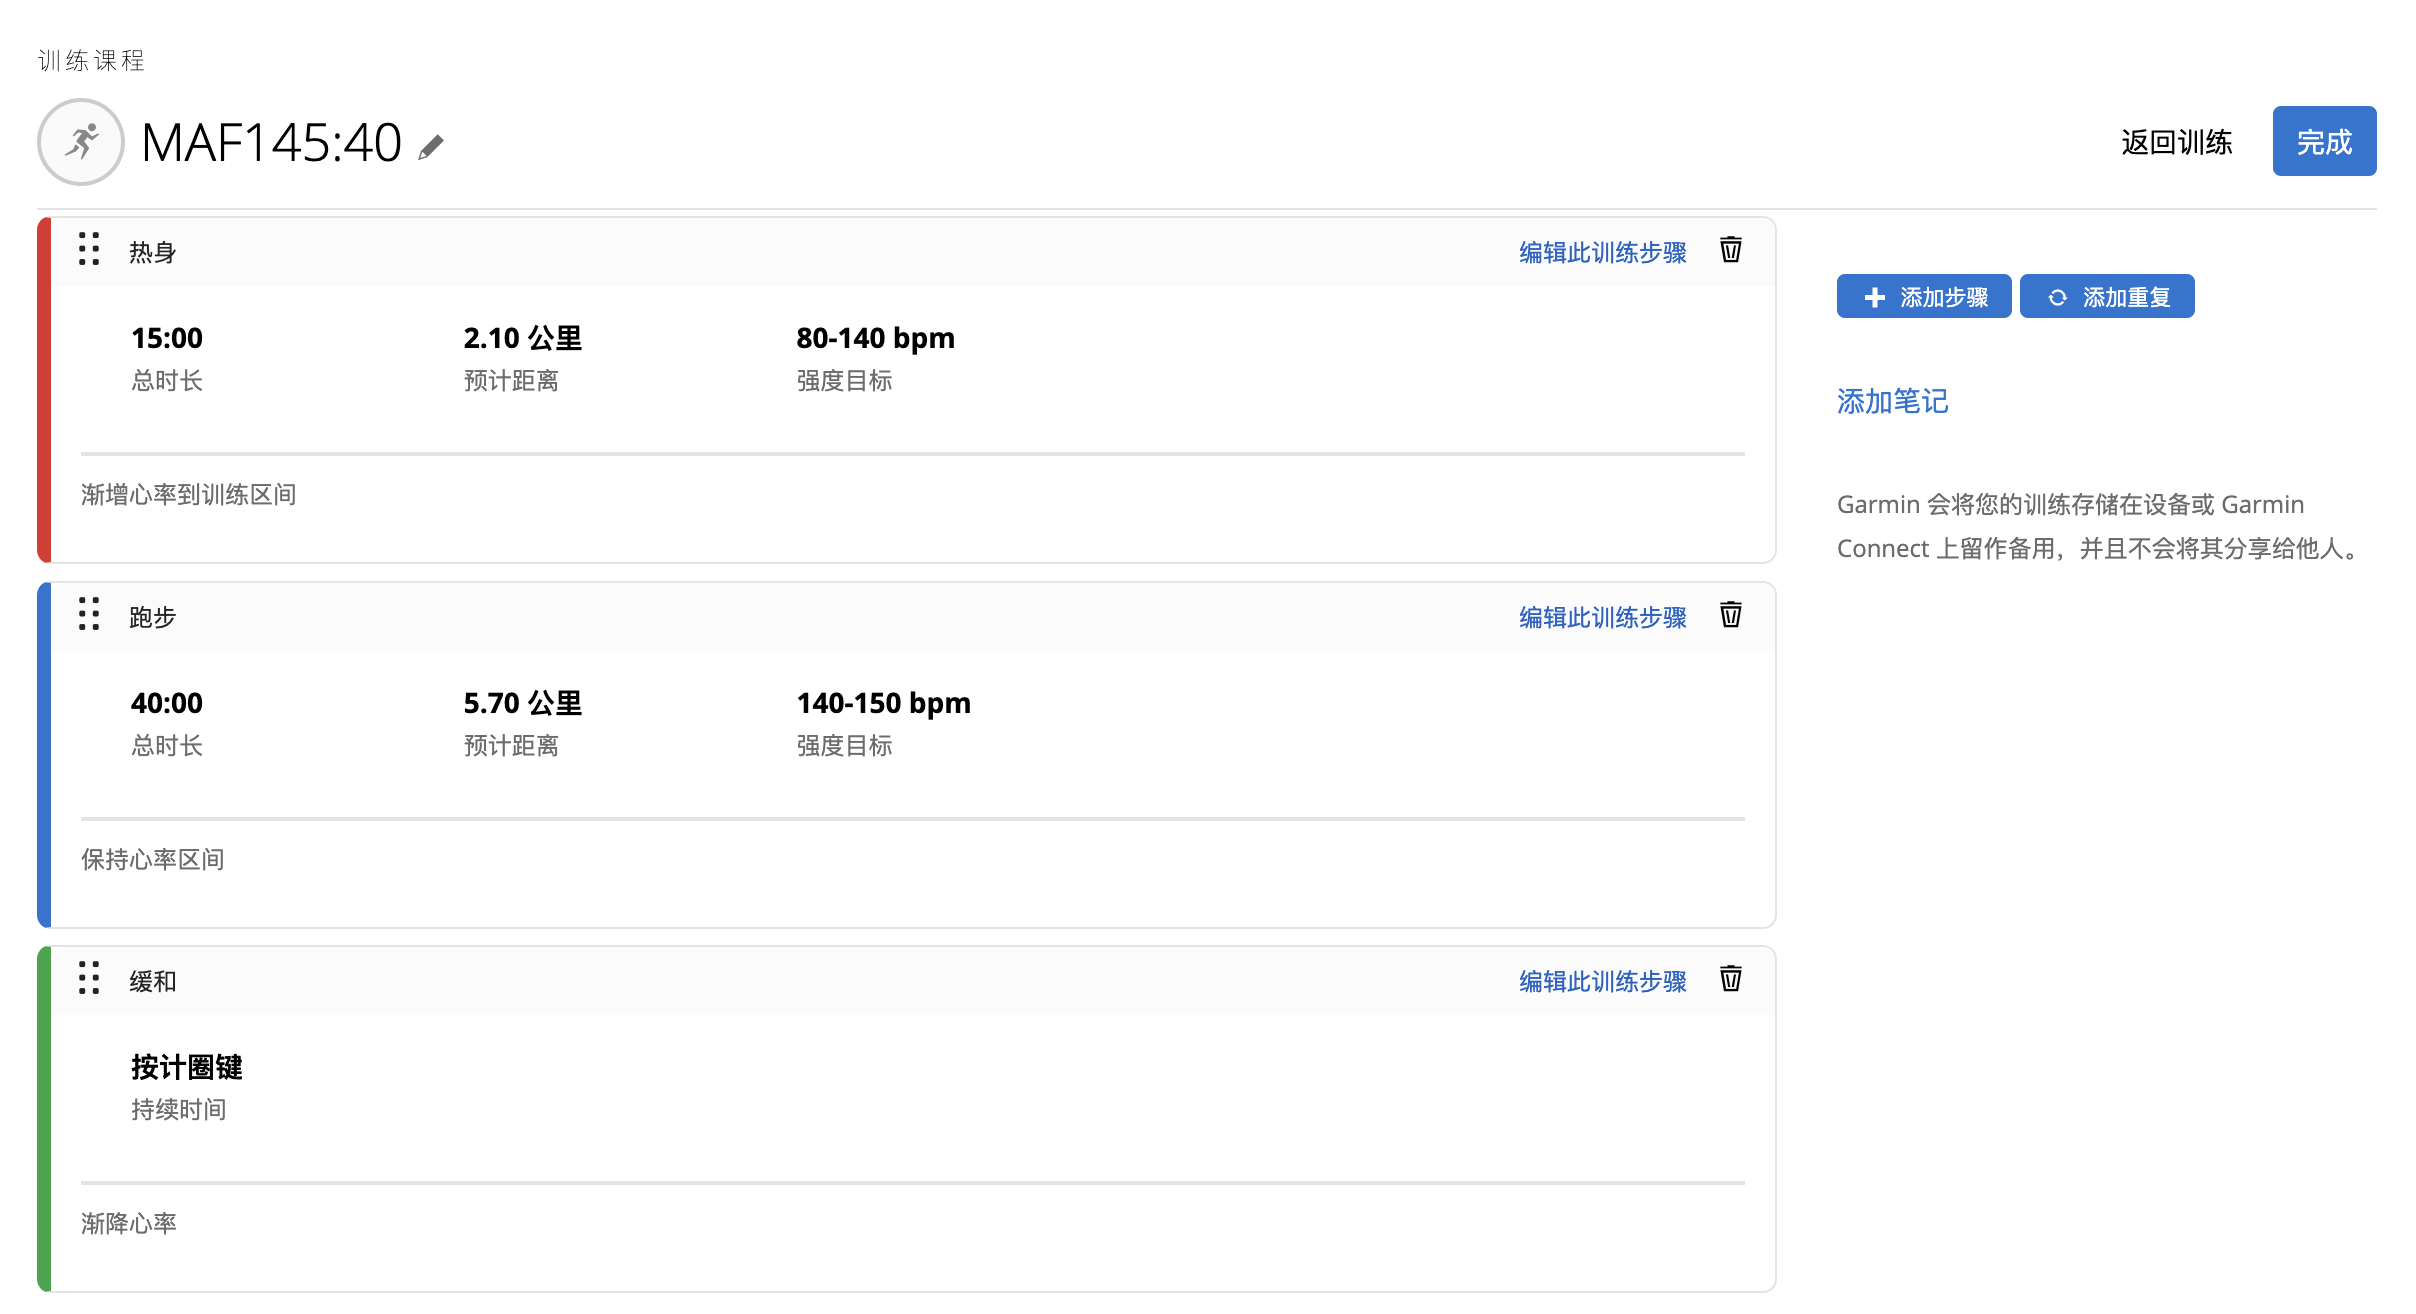 训练课程
MAF145:40
返回训练
完成
热身
编辑此训练步骤
15:00
2.10 公里
80-140 bpm
总时长
预计距离
强度目标
渐增心率到训练区间
跑步
编辑此训练步骤
40:00
5.70 公里
140-150 bpm
总时长
预计距离
强度目标
保持心率区间
缓和
编辑此训练步骤
按计圈键
持续时间
渐降心率
添加步骤
添加重复
添加笔记
Garmin 会将您的训练存储在设备或 Garmin
Connect 上留作备用，并且不会将其分享给他人。